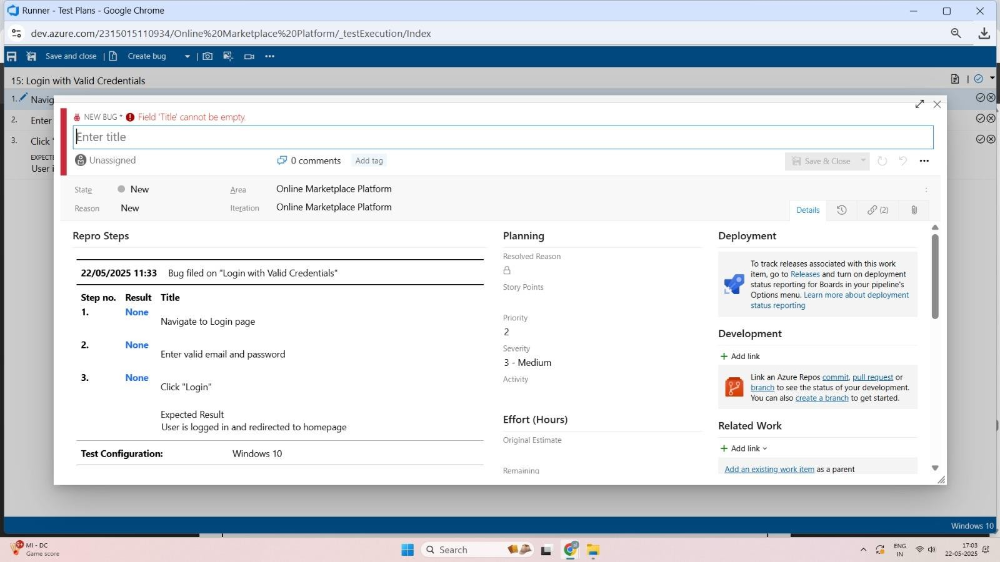 Runner - Test Plans - Google Chrome
dev.azure.com/2315015110934/Online%20Marketplace%20Platform/_testExecution/Index
Save and close | Create bug |
15: Login with Valid Credentials
1. Navig
2. Enter
3. Click "
EXPECTE
User i
NEW BUG * Field 'Title' cannot be empty.
Enter title
Unassigned
0 comments
Add tag
Save & Close
State
New
Area
Online Marketplace Platform
Reason
New
Iteration
Online Marketplace Platform
Details
(2)
Repro Steps
22/05/2025 11:33 Bug filed on "Login with Valid Credentials"
Step no. Result Title
1. None
Navigate to Login page
2. None
Enter valid email and password
3. None
Click "Login"
Expected Result
User is logged in and redirected to homepage
Test Configuration: Windows 10
Planning
Resolved Reason
Story Points
Priority
2
Severity
3 - Medium
Activity
Effort (Hours)
Original Estimate
Remaining
Deployment
To track releases associated with this work
item, go to Releases and turn on deployment
status reporting for Boards in your pipeline's
Options menu. Learn more about deployment
status reporting
Development
+ Add link
Link an Azure Repos commit, pull request or
branch to see the status of your development.
You can also create a branch to get started.
Related Work
+ Add link
Add an existing work item as a parent
Windows 10
9+
MI - DC
Game score
Search
ENG
IN
17:03
22-05-2025